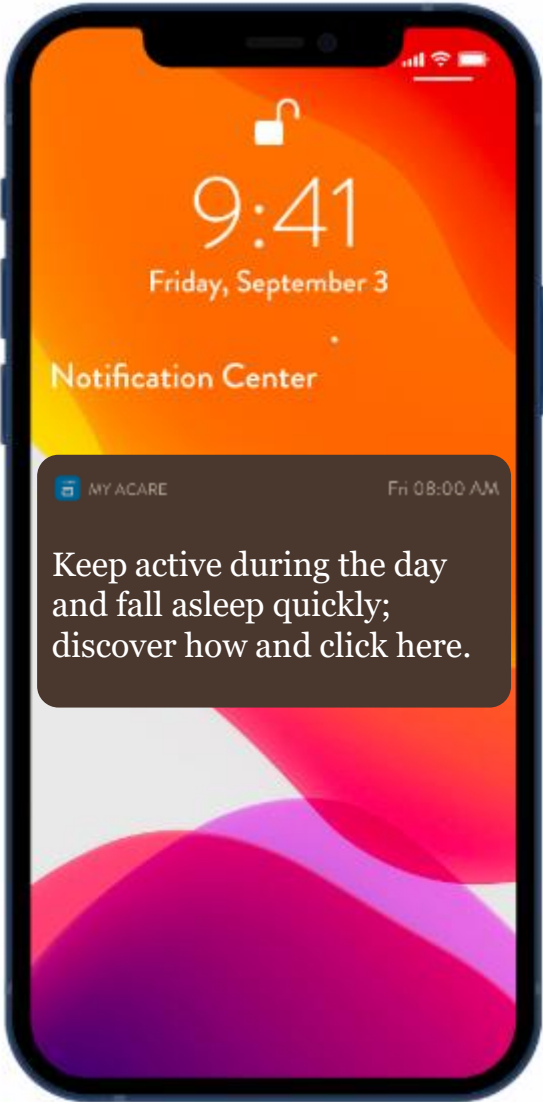 9:41
Friday, September 3
Notification Center
MY ACARE Fri 08:00 AM
Keep active during the day
and fall asleep quickly;
discover how and click here.